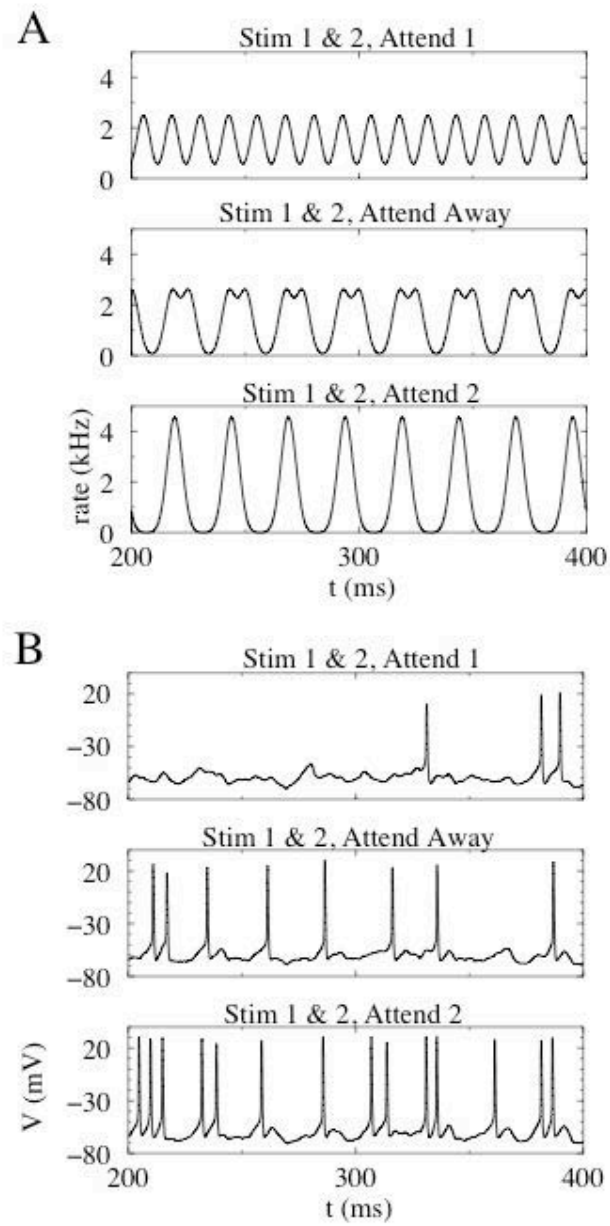 A
Stim 1 & 2, Attend 1
4
2
0
Stim 1 & 2, Attend Away
4
2
0
Stim 1 & 2, Attend 2
4
2
0
rate (kHz)
200 300 400
t (ms)
B
Stim 1 & 2, Attend 1
20
−30
−80
Stim 1 & 2, Attend Away
20
−30
−80
Stim 1 & 2, Attend 2
20
−30
−80
V (mV)
200 300 400
t (ms)